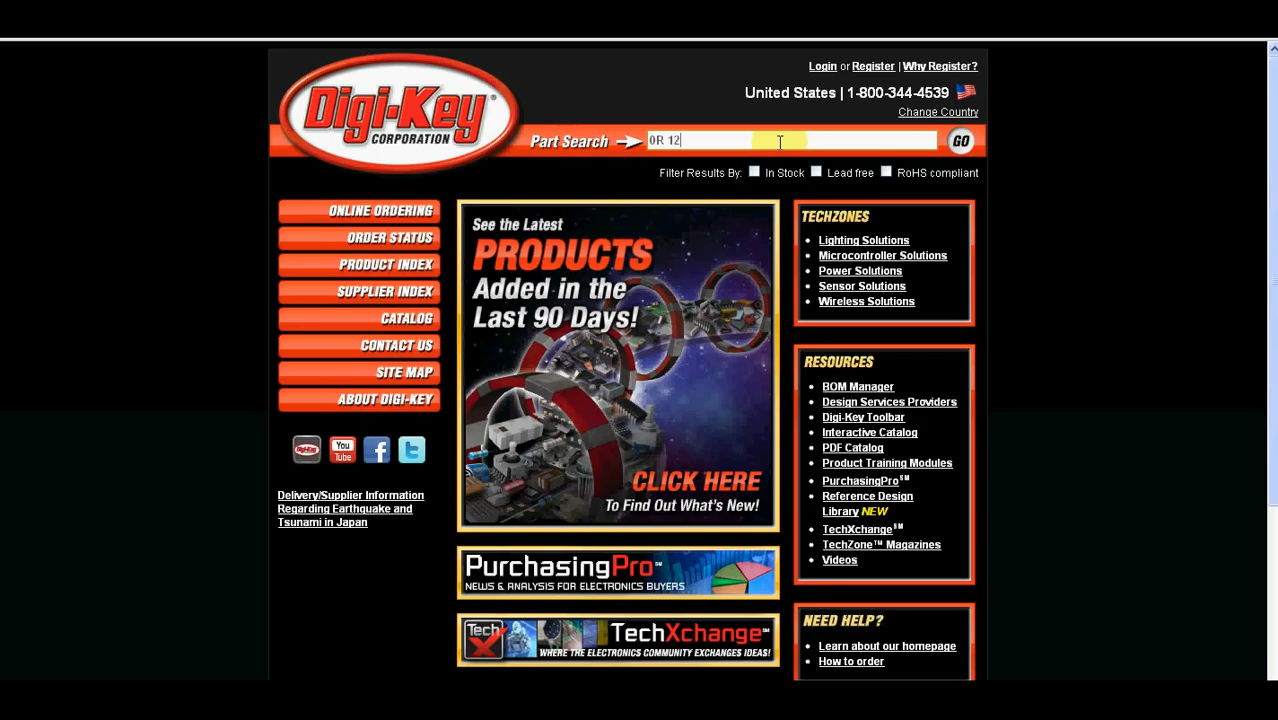 Login or Register | Why Register?
United States | 1-800-344-4539
Change Country
Digi-Key®
CORPORATION
Part Search
0R 12
GO
Filter Results By: In Stock Lead free RoHS compliant
ONLINE ORDERING
ORDER STATUS
PRODUCT INDEX
SUPPLIER INDEX
CATALOG
CONTACT US
SITE MAP
ABOUT DIGI-KEY
Digi-Key
You
Tube
f
t
Delivery/Supplier Information
Regarding Earthquake and
Tsunami in Japan
See the Latest
PRODUCTS
Added in the
Last 90 Days!
CLICK HERE
To Find Out What's New!
PurchasingPro℠
NEWS & ANALYSIS FOR ELECTRONICS BUYERS
Tech
X
TechXchange℠
WHERE THE ELECTRONICS COMMUNITY EXCHANGES IDEAS!
TECHZONES
Lighting Solutions
Microcontroller Solutions
Power Solutions
Sensor Solutions
Wireless Solutions
RESOURCES
BOM Manager
Design Services Providers
Digi-Key Toolbar
Interactive Catalog
PDF Catalog
Product Training Modules
PurchasingPro℠
Reference Design
Library NEW
TechXchange℠
TechZone™ Magazines
Videos
NEED HELP?
Learn about our homepage
How to order